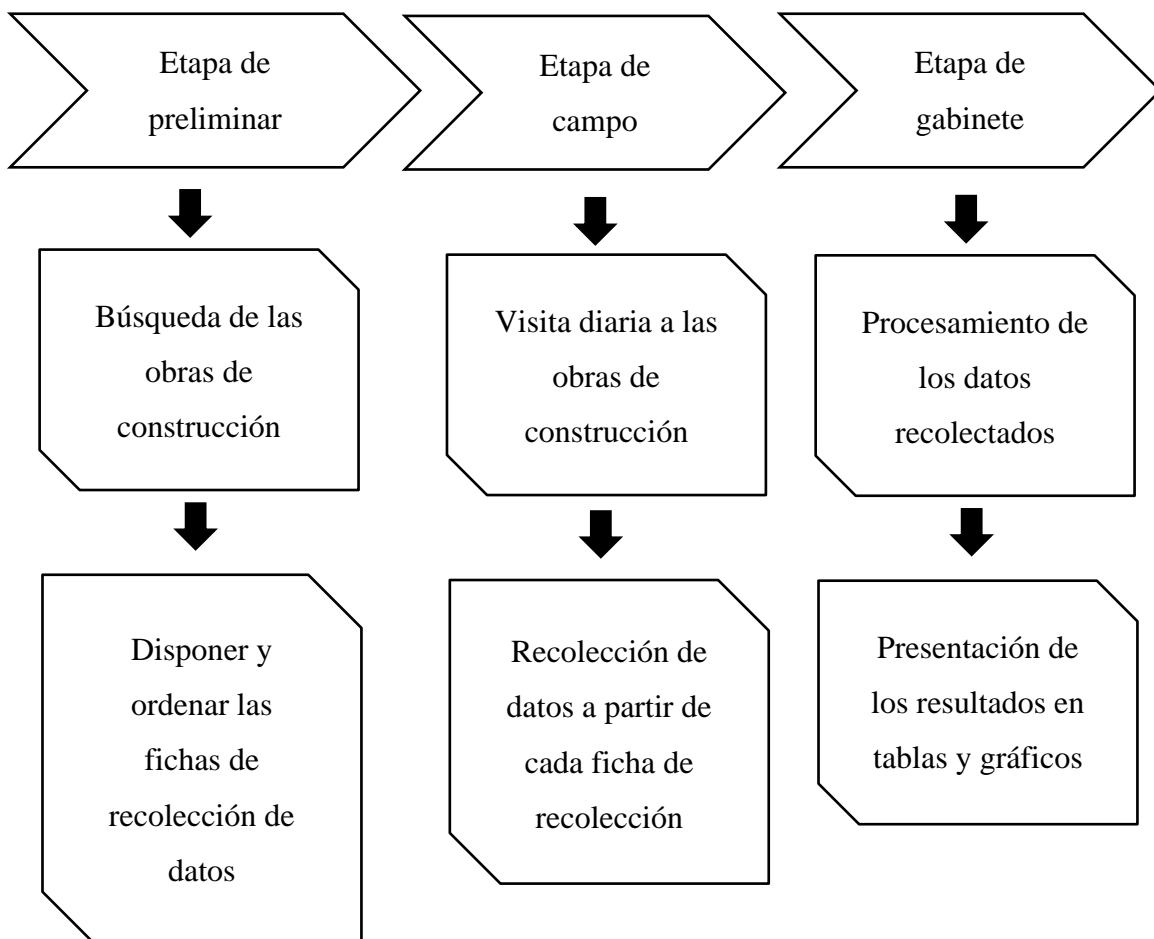 Etapa de
preliminar
Etapa de
campo
Etapa de
gabinete
Búsqueda de las
obras de
construcción
Visita diaria a las
obras de
construcción
Procesamiento de
los datos
recolectados
Disponer y
ordenar las
fichas de
recolección de
datos
Recolección de
datos a partir de
cada ficha de
recolección
Presentación de
los resultados en
tablas y gráficos